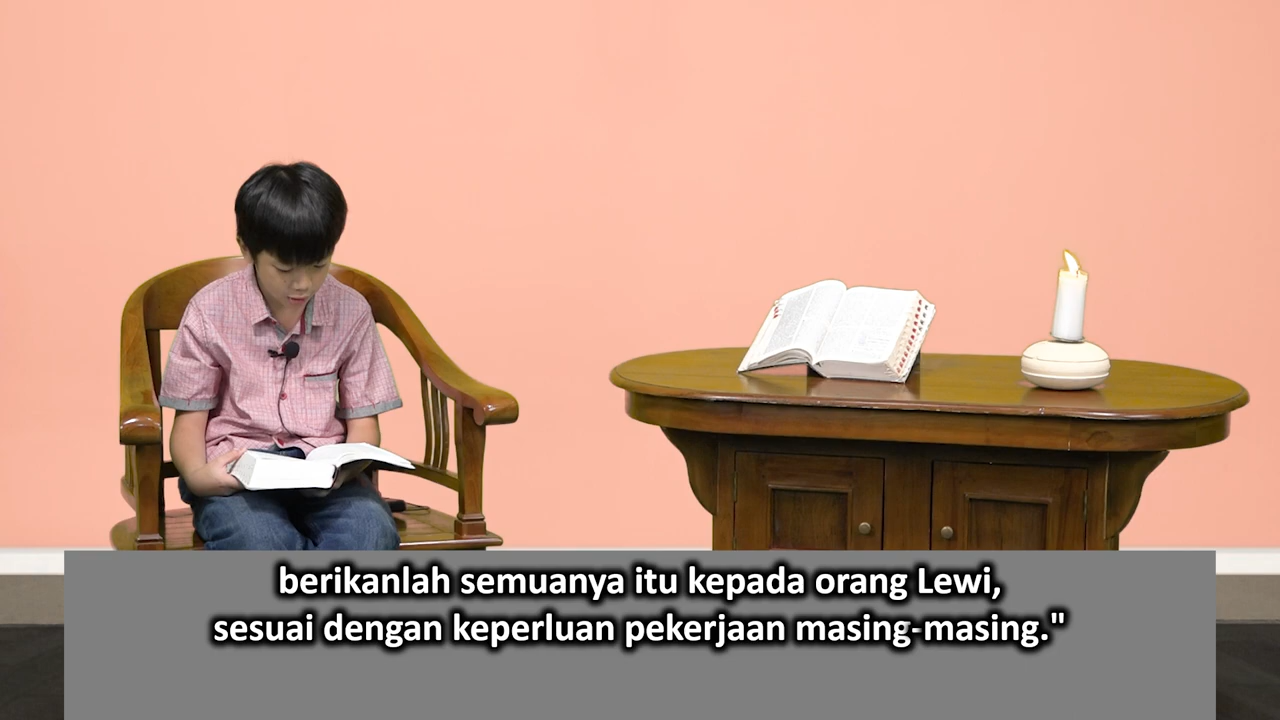 berikanlah semuanya itu kepada orang Lewi,
sesuai dengan keperluan pekerjaan masing-masing."